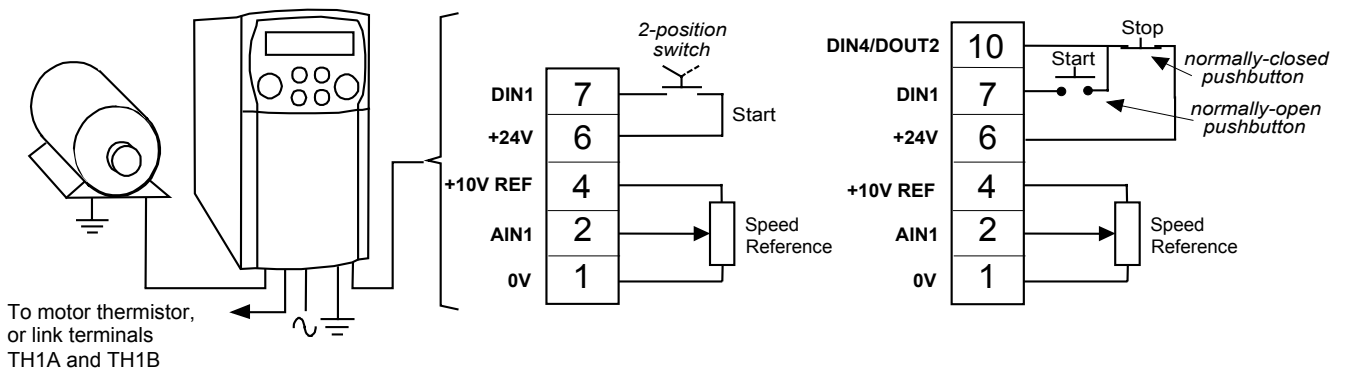 To motor thermistor,
or link terminals
TH1A and TH1B
2-position
switch
DIN1 7
Start
+24V 6
+10V REF 4
AIN1 2
Speed
Reference
0V 1
DIN4/DOUT2 10
Stop
normally-closed
pushbutton
Start
DIN1 7
normally-open
pushbutton
+24V 6
+10V REF 4
AIN1 2
Speed
Reference
0V 1